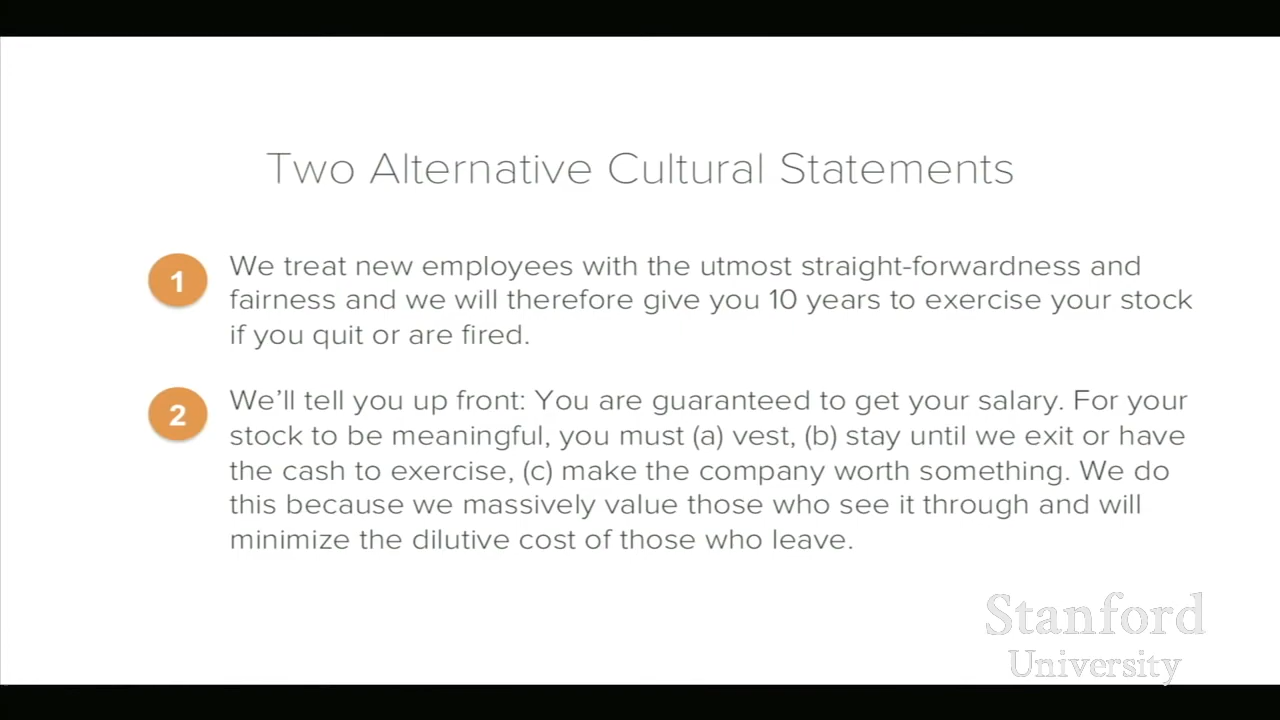 Two Alternative Cultural Statements
1
We treat new employees with the utmost straight-forwardness and
fairness and we will therefore give you 10 years to exercise your stock
if you quit or are fired.
2
We'll tell you up front: You are guaranteed to get your salary. For your
stock to be meaningful, you must (a) vest, (b) stay until we exit or have
the cash to exercise, (c) make the company worth something. We do
this because we massively value those who see it through and will
minimize the dilutive cost of those who leave.
Stanford
University